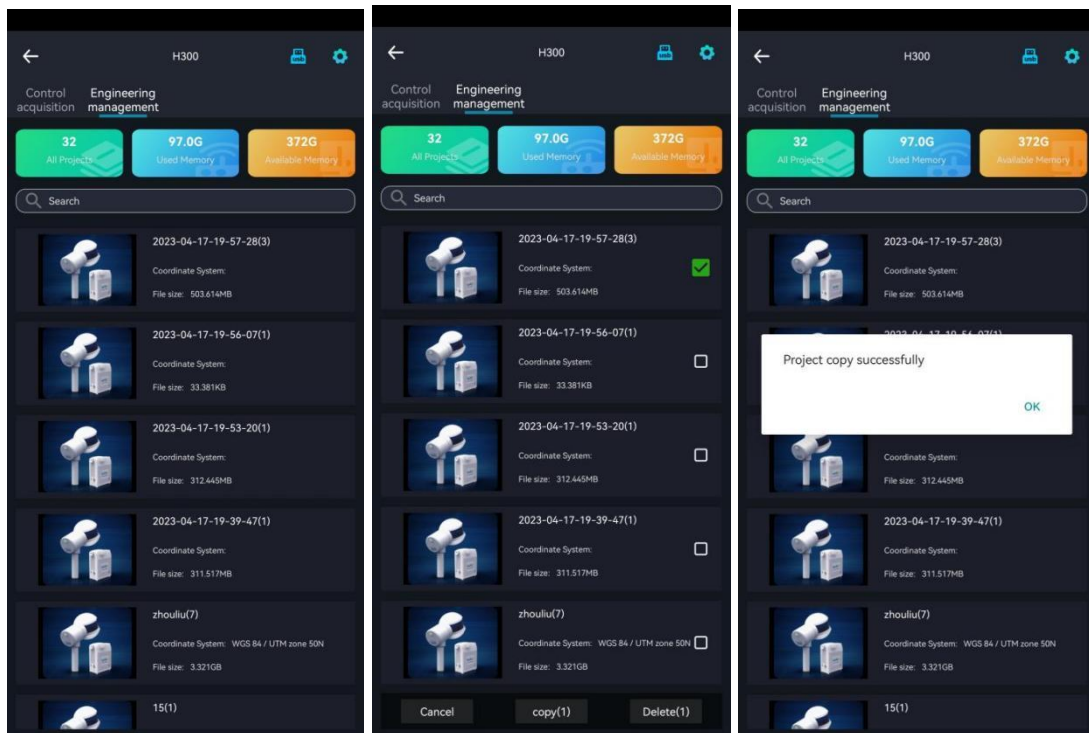 H300
Control acquisition
Engineering management
32
All Projects
97.0G
Used Memory
372G
Available Memory
Search
2023-04-17-19-57-28(3)
Coordinate System:
File size: 503.614MB
2023-04-17-19-56-07(1)
Coordinate System:
File size: 33.381KB
2023-04-17-19-53-20(1)
Coordinate System:
File size: 312.445MB
2023-04-17-19-39-47(1)
Coordinate System:
File size: 311.517MB
zhouliu(7)
Coordinate System: WGS 84 / UTM zone 50N
File size: 3.321GB
15(1)
H300
Control acquisition
Engineering management
32
All Projects
97.0G
Used Memory
372G
Available Memory
Search
2023-04-17-19-57-28(3)
Coordinate System:
File size: 503.614MB
2023-04-17-19-56-07(1)
Coordinate System:
File size: 33.381KB
2023-04-17-19-53-20(1)
Coordinate System:
File size: 312.445MB
2023-04-17-19-39-47(1)
Coordinate System:
File size: 311.517MB
zhouliu(7)
Coordinate System: WGS 84 / UTM zone 50N
File size: 3.321GB
Cancel
copy(1)
Delete(1)
H300
Control acquisition
Engineering management
32
All Projects
97.0G
Used Memory
372G
Available Memory
Search
2023-04-17-19-57-28(3)
Coordinate System:
File size: 503.614MB
Project copy successfully
OK
Coordinate System:
File size: 312.445MB
2023-04-17-19-39-47(1)
Coordinate System:
File size: 311.517MB
zhouliu(7)
Coordinate System: WGS 84 / UTM zone 50N
File size: 3.321GB
15(1)